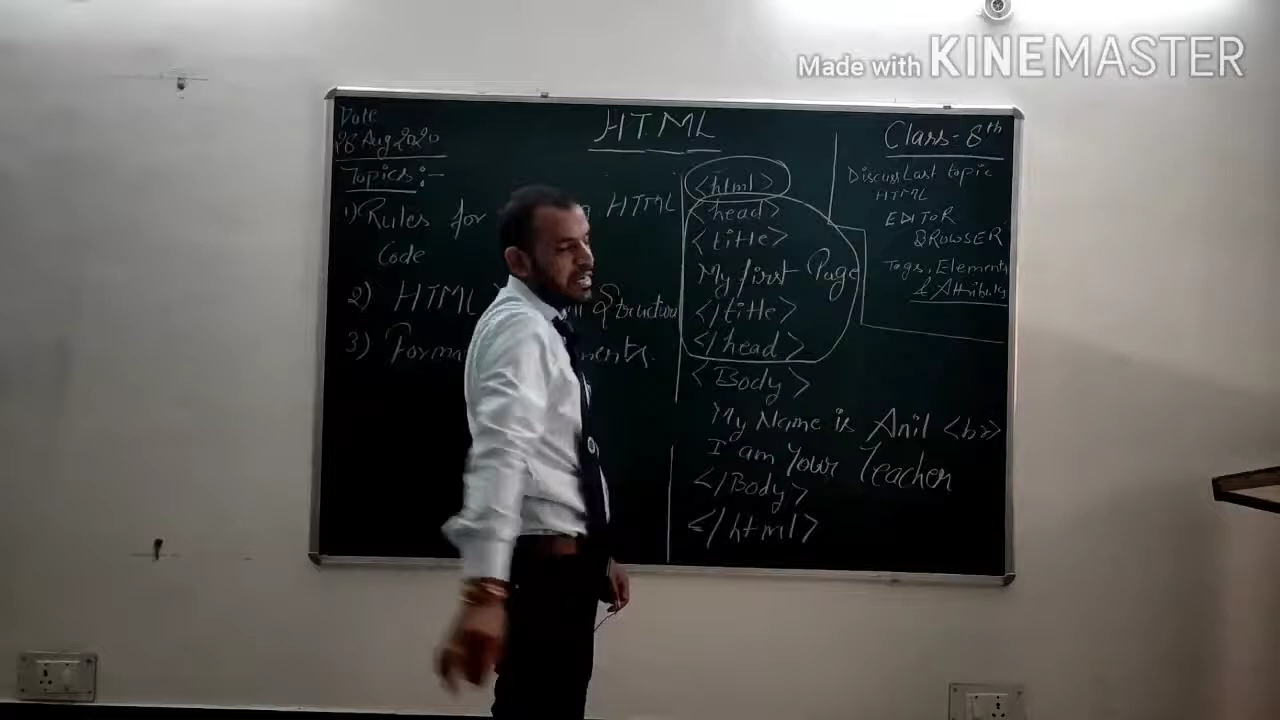 Made with KINEMASTER
Date
28 Aug 2020
Topics:-
1) Rules for HTML
Code
2) HTML Structure
3)
HTML
<html>
<head>
<title>
My first Page
</title>
</head>
<Body>
My Name is Anil <br>
I am Your Teacher
</Body>
</html>
Class-8th
Discuss Last topic
HTML
EDITOR
BROWSER
Tags, Elements
& Attributes